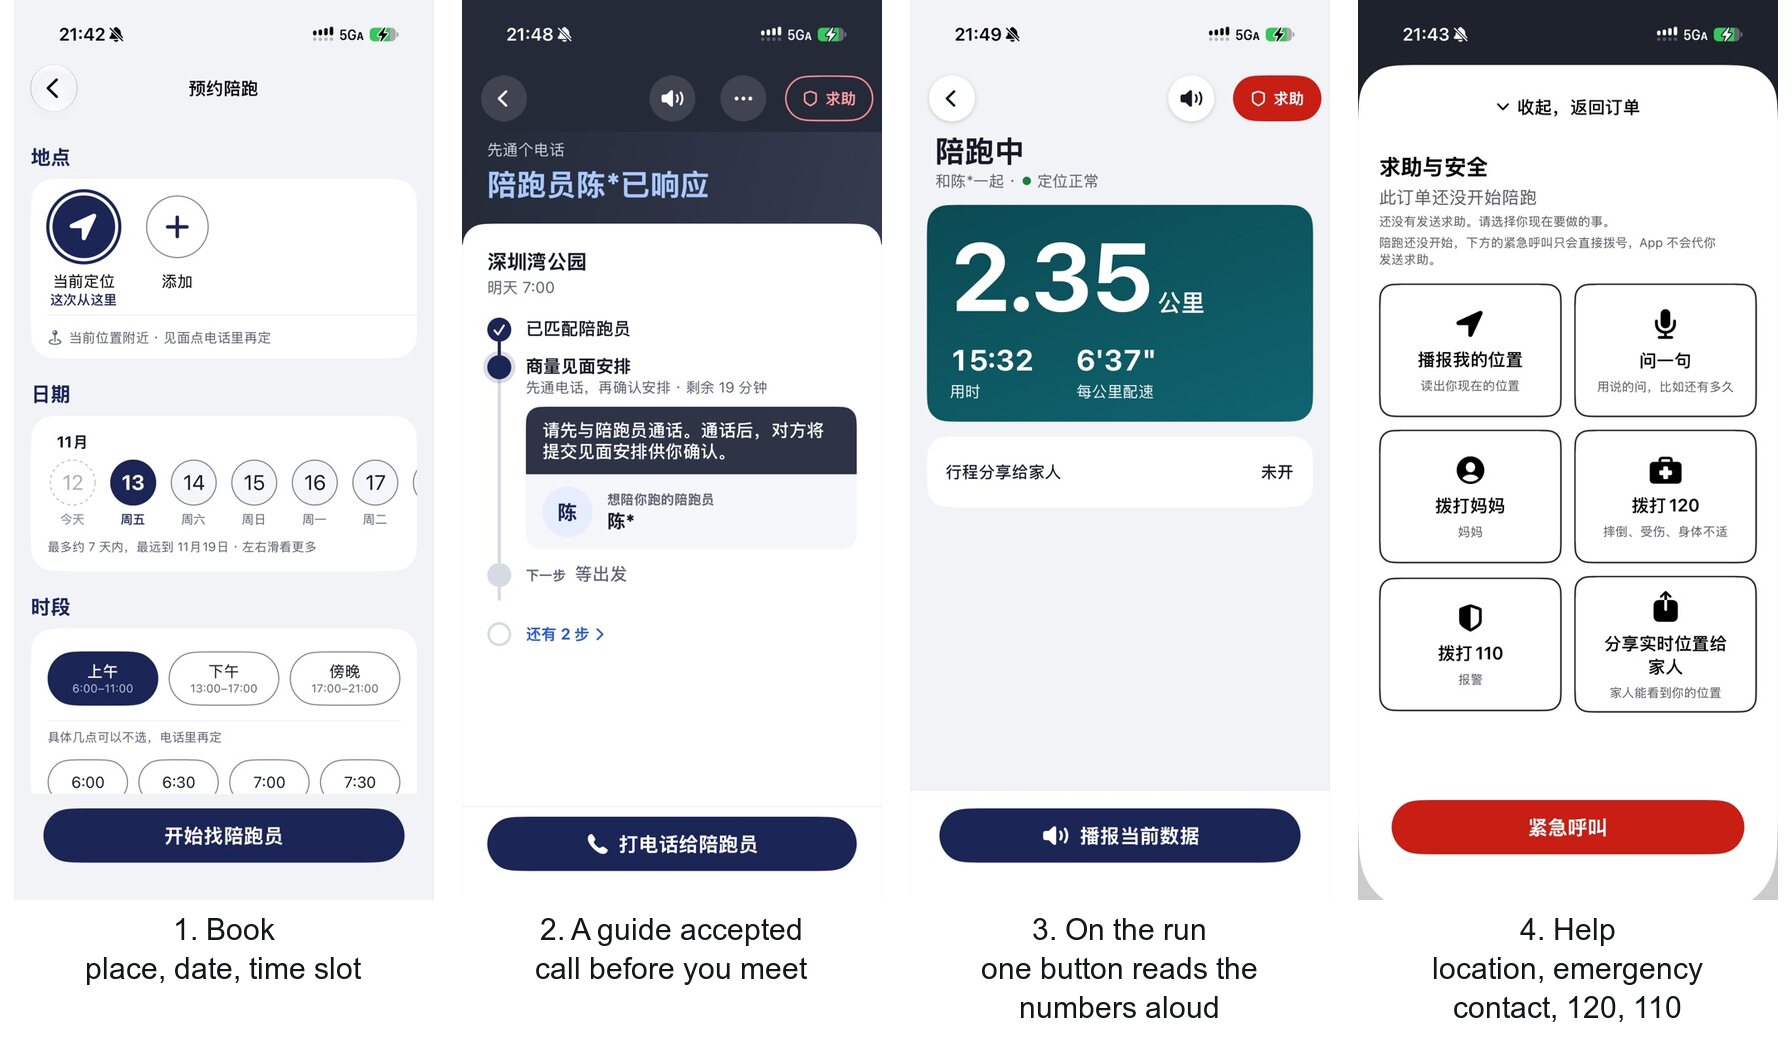 21:42
5GA
预约陪跑
地点
当前定位
这次从这里
添加
当前位置附近 · 见面点电话里再定
日期
11月
12
今天
13
周五
14
周六
15
周日
16
周一
17
周二
最多约 7 天内，最远到 11月19日 · 左右滑看更多
时段
上午
6:00–11:00
下午
13:00–17:00
傍晚
17:00–21:00
具体几点可以不选，电话里再定
6:00
6:30
7:00
7:30
开始找陪跑员
1. Book
place, date, time slot
21:48
5GA
求助
先通个电话
陪跑员陈*已响应
深圳湾公园
明天 7:00
已匹配陪跑员
商量见面安排
先通电话，再确认安排 · 剩余 19 分钟
请先与陪跑员通话。通话后，对方将
提交见面安排供你确认。
陈
想陪你跑的陪跑员
陈*
下一步 等出发
还有 2 步
打电话给陪跑员
2. A guide accepted
call before you meet
21:49
5GA
求助
陪跑中
和陈*一起 · 定位正常
2.35 公里
15:32
用时
6'37"
每公里配速
行程分享给家人
未开
播报当前数据
3. On the run
one button reads the
numbers aloud
21:43
5GA
收起，返回订单
求助与安全
此订单还没开始陪跑
还没有发送求助。请选择你现在要做的事。
陪跑还没开始，下方的紧急呼叫只会直接拨号，App 不会代你
发送求助。
播报我的位置
读出你现在的位置
问一句
用说的问，比如还有多久
拨打妈妈
妈妈
拨打 120
摔倒、受伤、身体不适
拨打 110
报警
分享实时位置给
家人
家人能看到你的位置
紧急呼叫
4. Help
location, emergency
contact, 120, 110